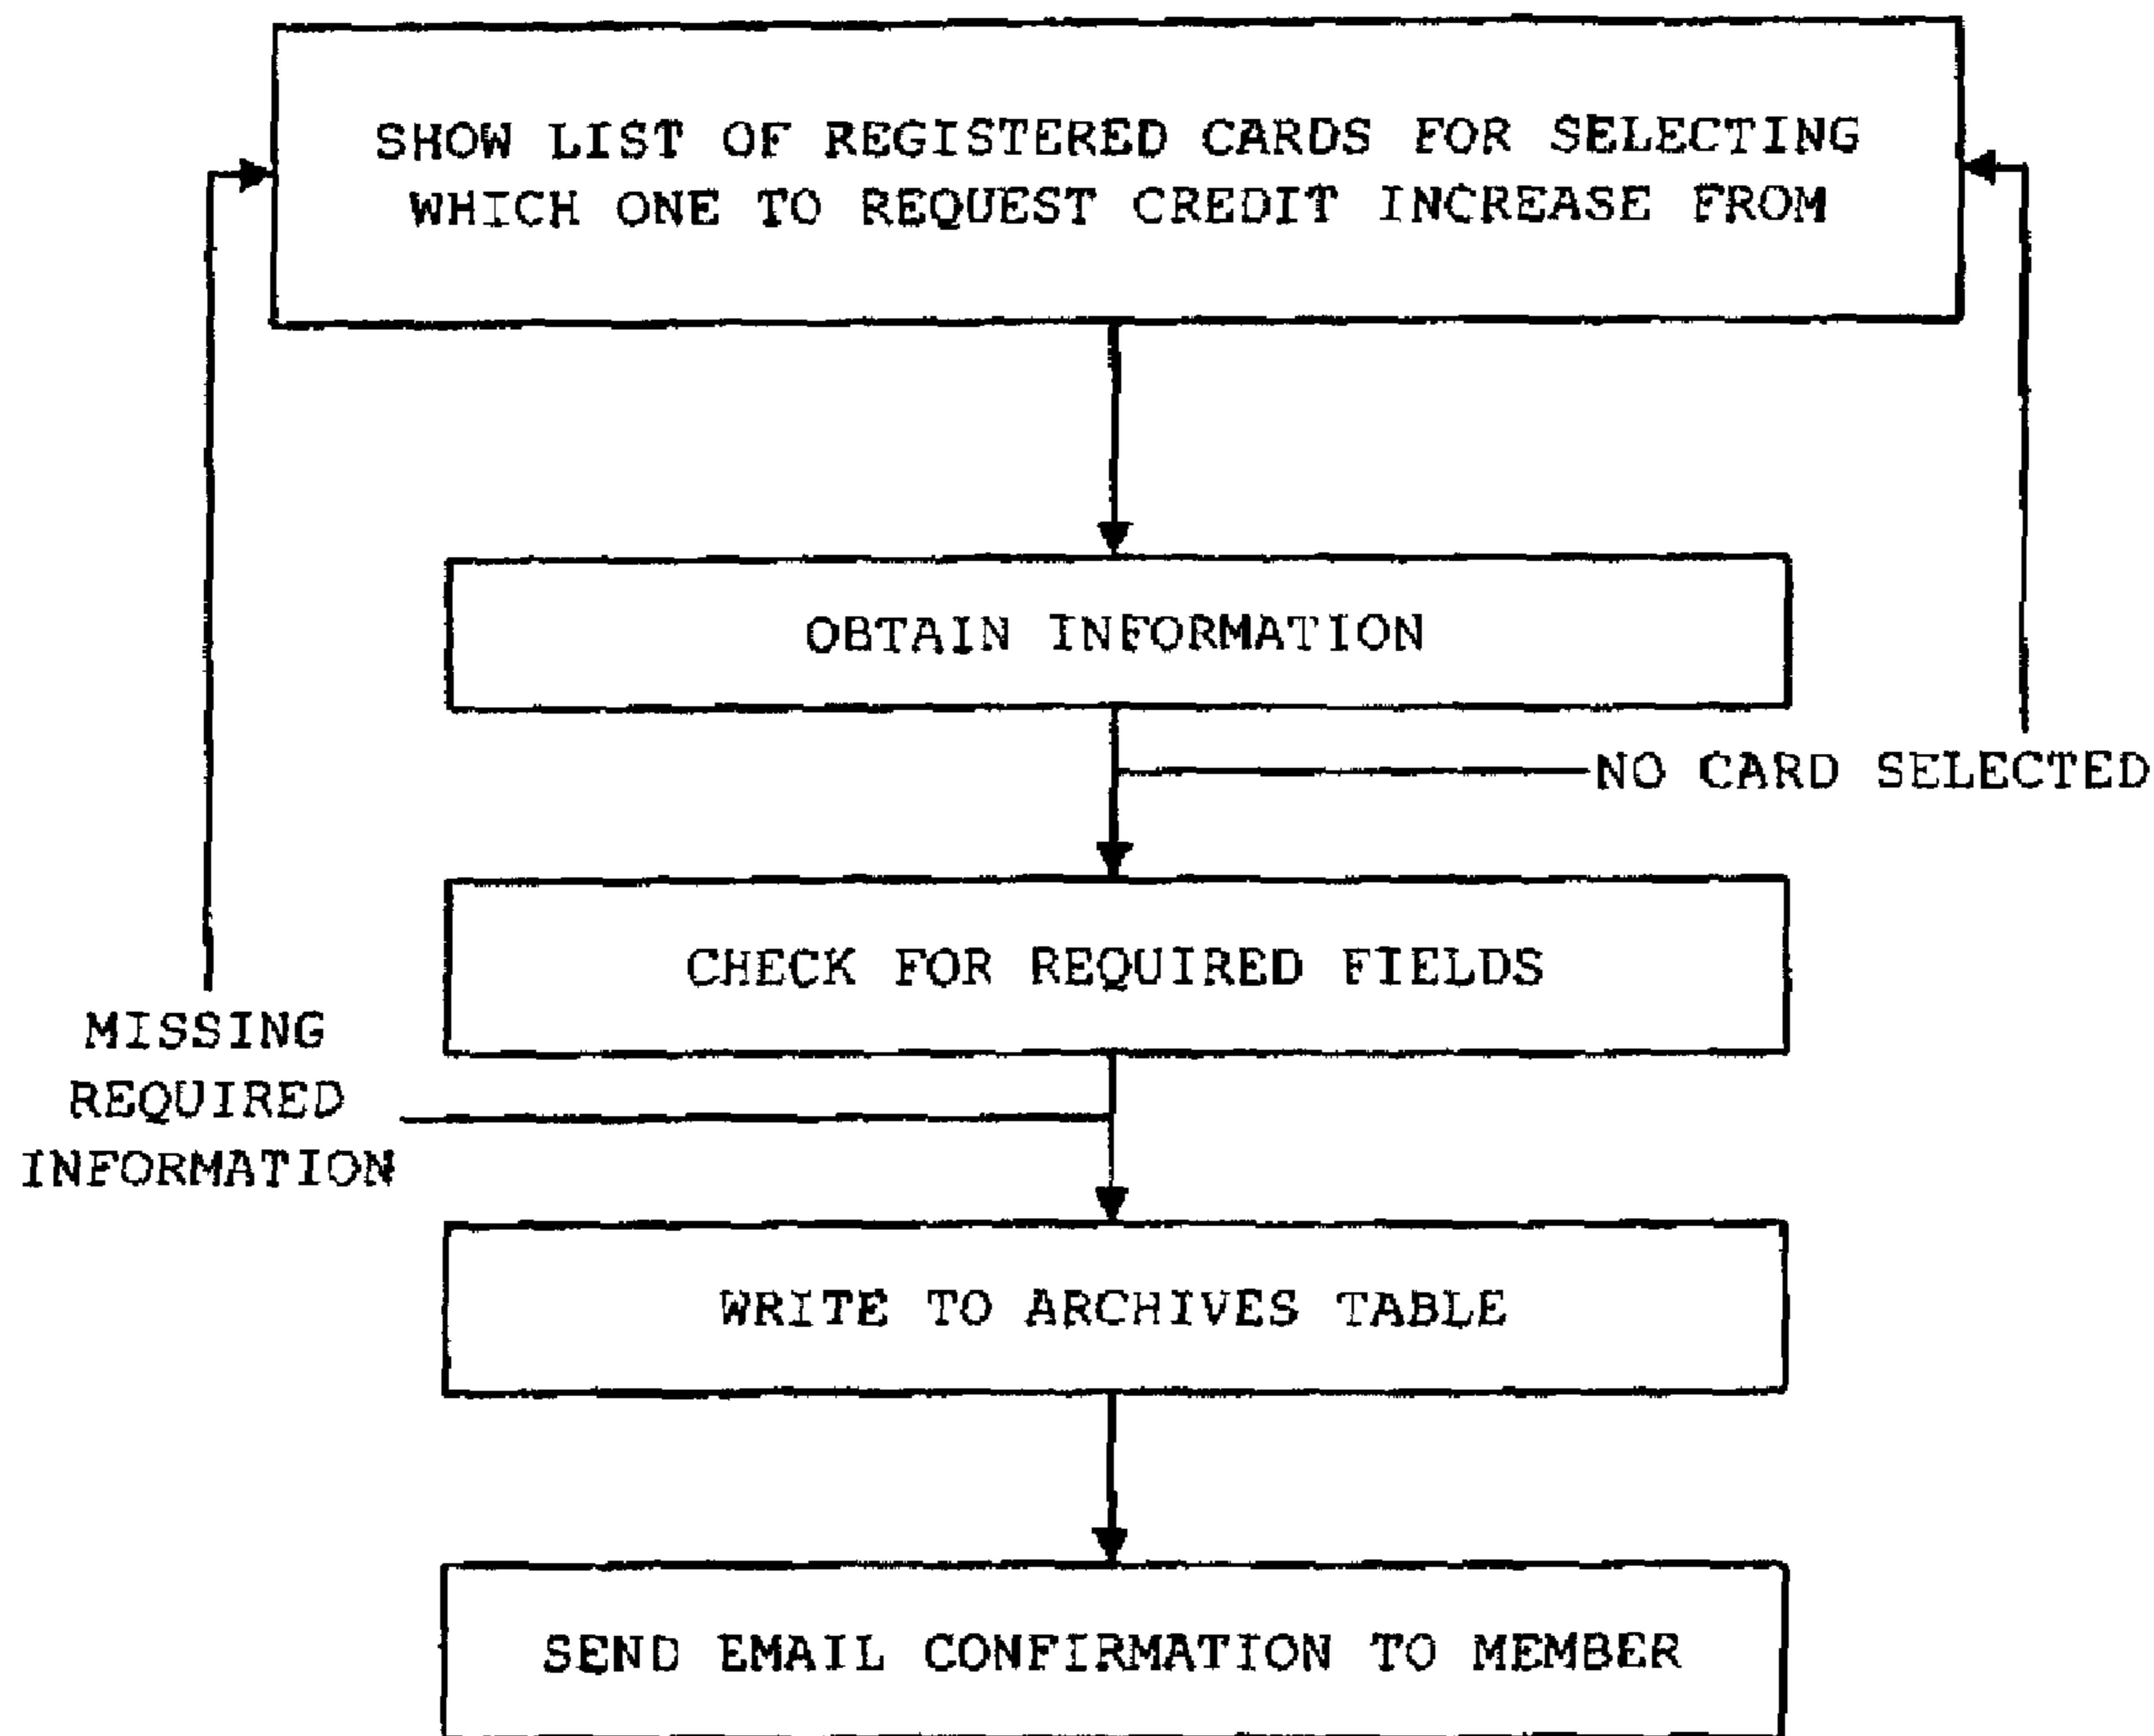 SHOW LIST OF REGISTERED CARDS FOR SELECTING
WHICH ONE TO REQUEST CREDIT INCREASE FROM
OBTAIN INFORMATION
NO CARD SELECTED
CHECK FOR REQUIRED FIELDS
MISSING
REQUIRED
INFORMATION
WRITE TO ARCHIVES TABLE
SEND EMAIL CONFIRMATION TO MEMBER